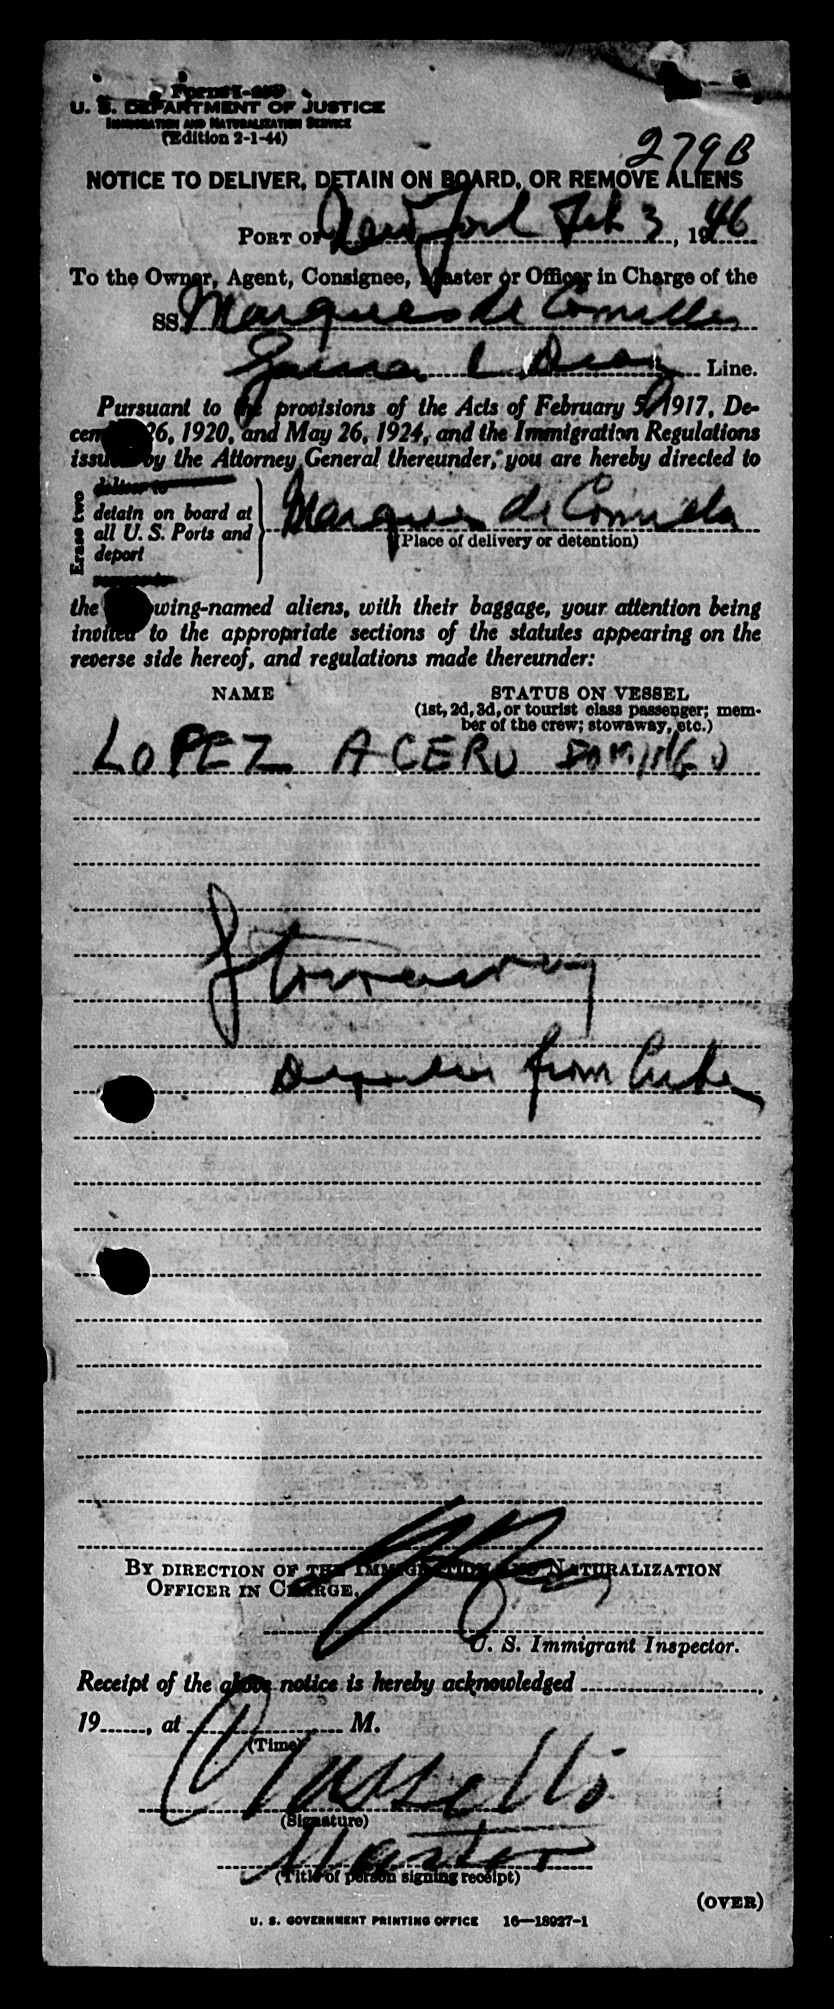 Form I-259
U. S. DEPARTMENT OF JUSTICE
IMMIGRATION AND NATURALIZATION SERVICE
(Edition 2-1-44)
279B
NOTICE TO DELIVER, DETAIN ON BOARD, OR REMOVE ALIENS
PORT OF New York Feb 3, 1946
To the Owner, Agent, Consignee, Master or Officer in Charge of the
SS. Marques de Comillas
Garcia & Diaz Line.
Pursuant to the provisions of the Acts of February 5, 1917, De-
cember 26, 1920, and May 26, 1924, and the Immigration Regulations
issued by the Attorney General thereunder, you are hereby directed to
Erase two
deliver to
detain on board at
all U. S. Ports and
deport
Marques de Comillas
(Place of delivery or detention)
the following-named aliens, with their baggage, your attention being
invited to the appropriate sections of the statutes appearing on the
reverse side hereof, and regulations made thereunder:
NAME STATUS ON VESSEL
(1st, 2d, 3d, or tourist class passenger; mem-
ber of the crew; stowaway, etc.)
LOPEZ ACERO DOMINGO
Stowaway
Deportee from Cuba
BY DIRECTION OF THE IMMIGRATION AND NATURALIZATION
OFFICER IN CHARGE.
U. S. Immigrant Inspector.
Receipt of the above notice is hereby acknowledged ,
19 , at M.
(Time)
(Signature)
Master
(Title of person signing receipt)
(OVER)
U. S. GOVERNMENT PRINTING OFFICE 16—18027-1